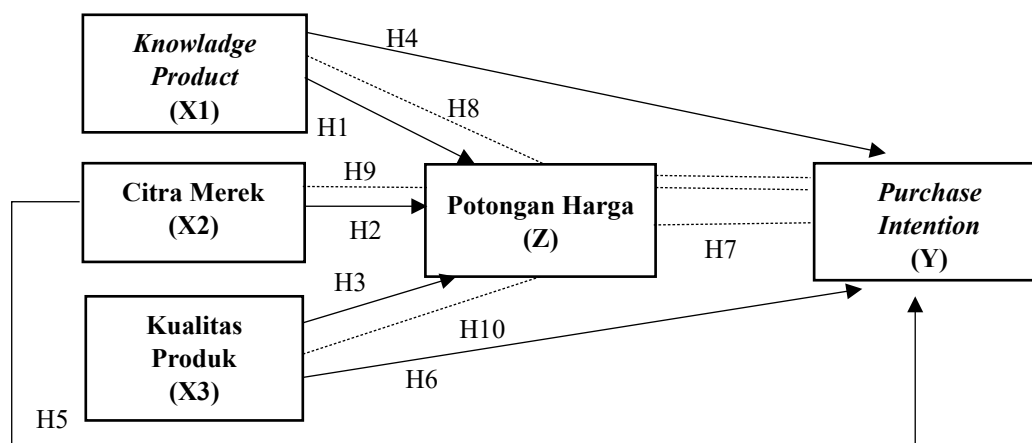 Knowladge
Product
(X1)
H4
H8
H1
Citra Merek
(X2)
H9
H2
Potongan Harga
(Z)
Purchase
Intention
(Y)
H7
H3
Kualitas
Produk
(X3)
H10
H6
H5